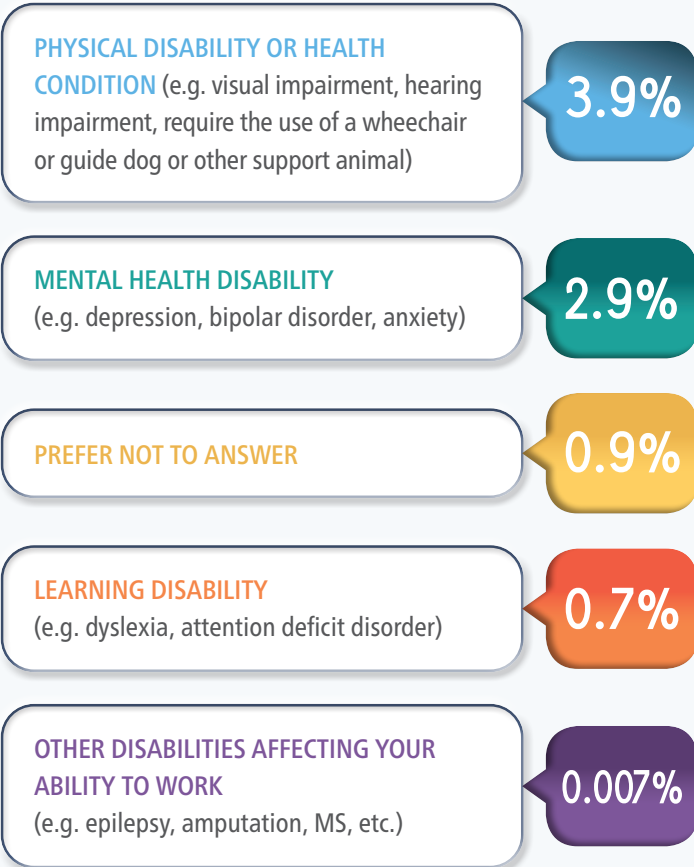 PHYSICAL DISABILITY OR HEALTH
CONDITION (e.g. visual impairment, hearing
impairment, require the use of a wheechair
or guide dog or other support animal)
3.9%
MENTAL HEALTH DISABILITY
(e.g. depression, bipolar disorder, anxiety)
2.9%
PREFER NOT TO ANSWER
0.9%
LEARNING DISABILITY
(e.g. dyslexia, attention deficit disorder)
0.7%
OTHER DISABILITIES AFFECTING YOUR
ABILITY TO WORK
(e.g. epilepsy, amputation, MS, etc.)
0.007%